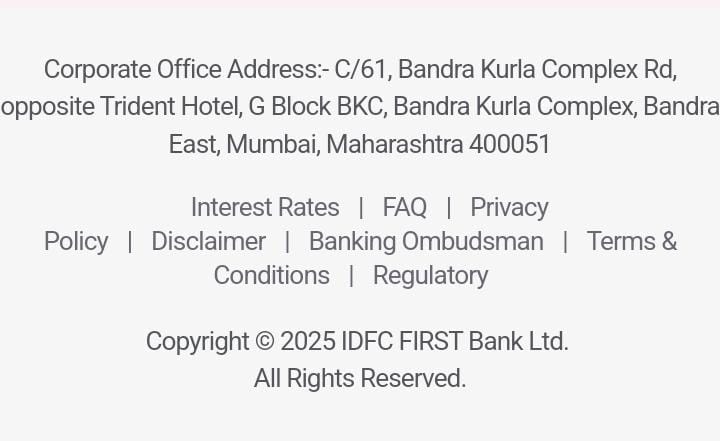 Corporate Office Address:- C/61, Bandra Kurla Complex Rd,
opposite Trident Hotel, G Block BKC, Bandra Kurla Complex, Bandra
East, Mumbai, Maharashtra 400051
Interest Rates | FAQ | Privacy
Policy | Disclaimer | Banking Ombudsman | Terms &
Conditions | Regulatory
Copyright © 2025 IDFC FIRST Bank Ltd.
All Rights Reserved.